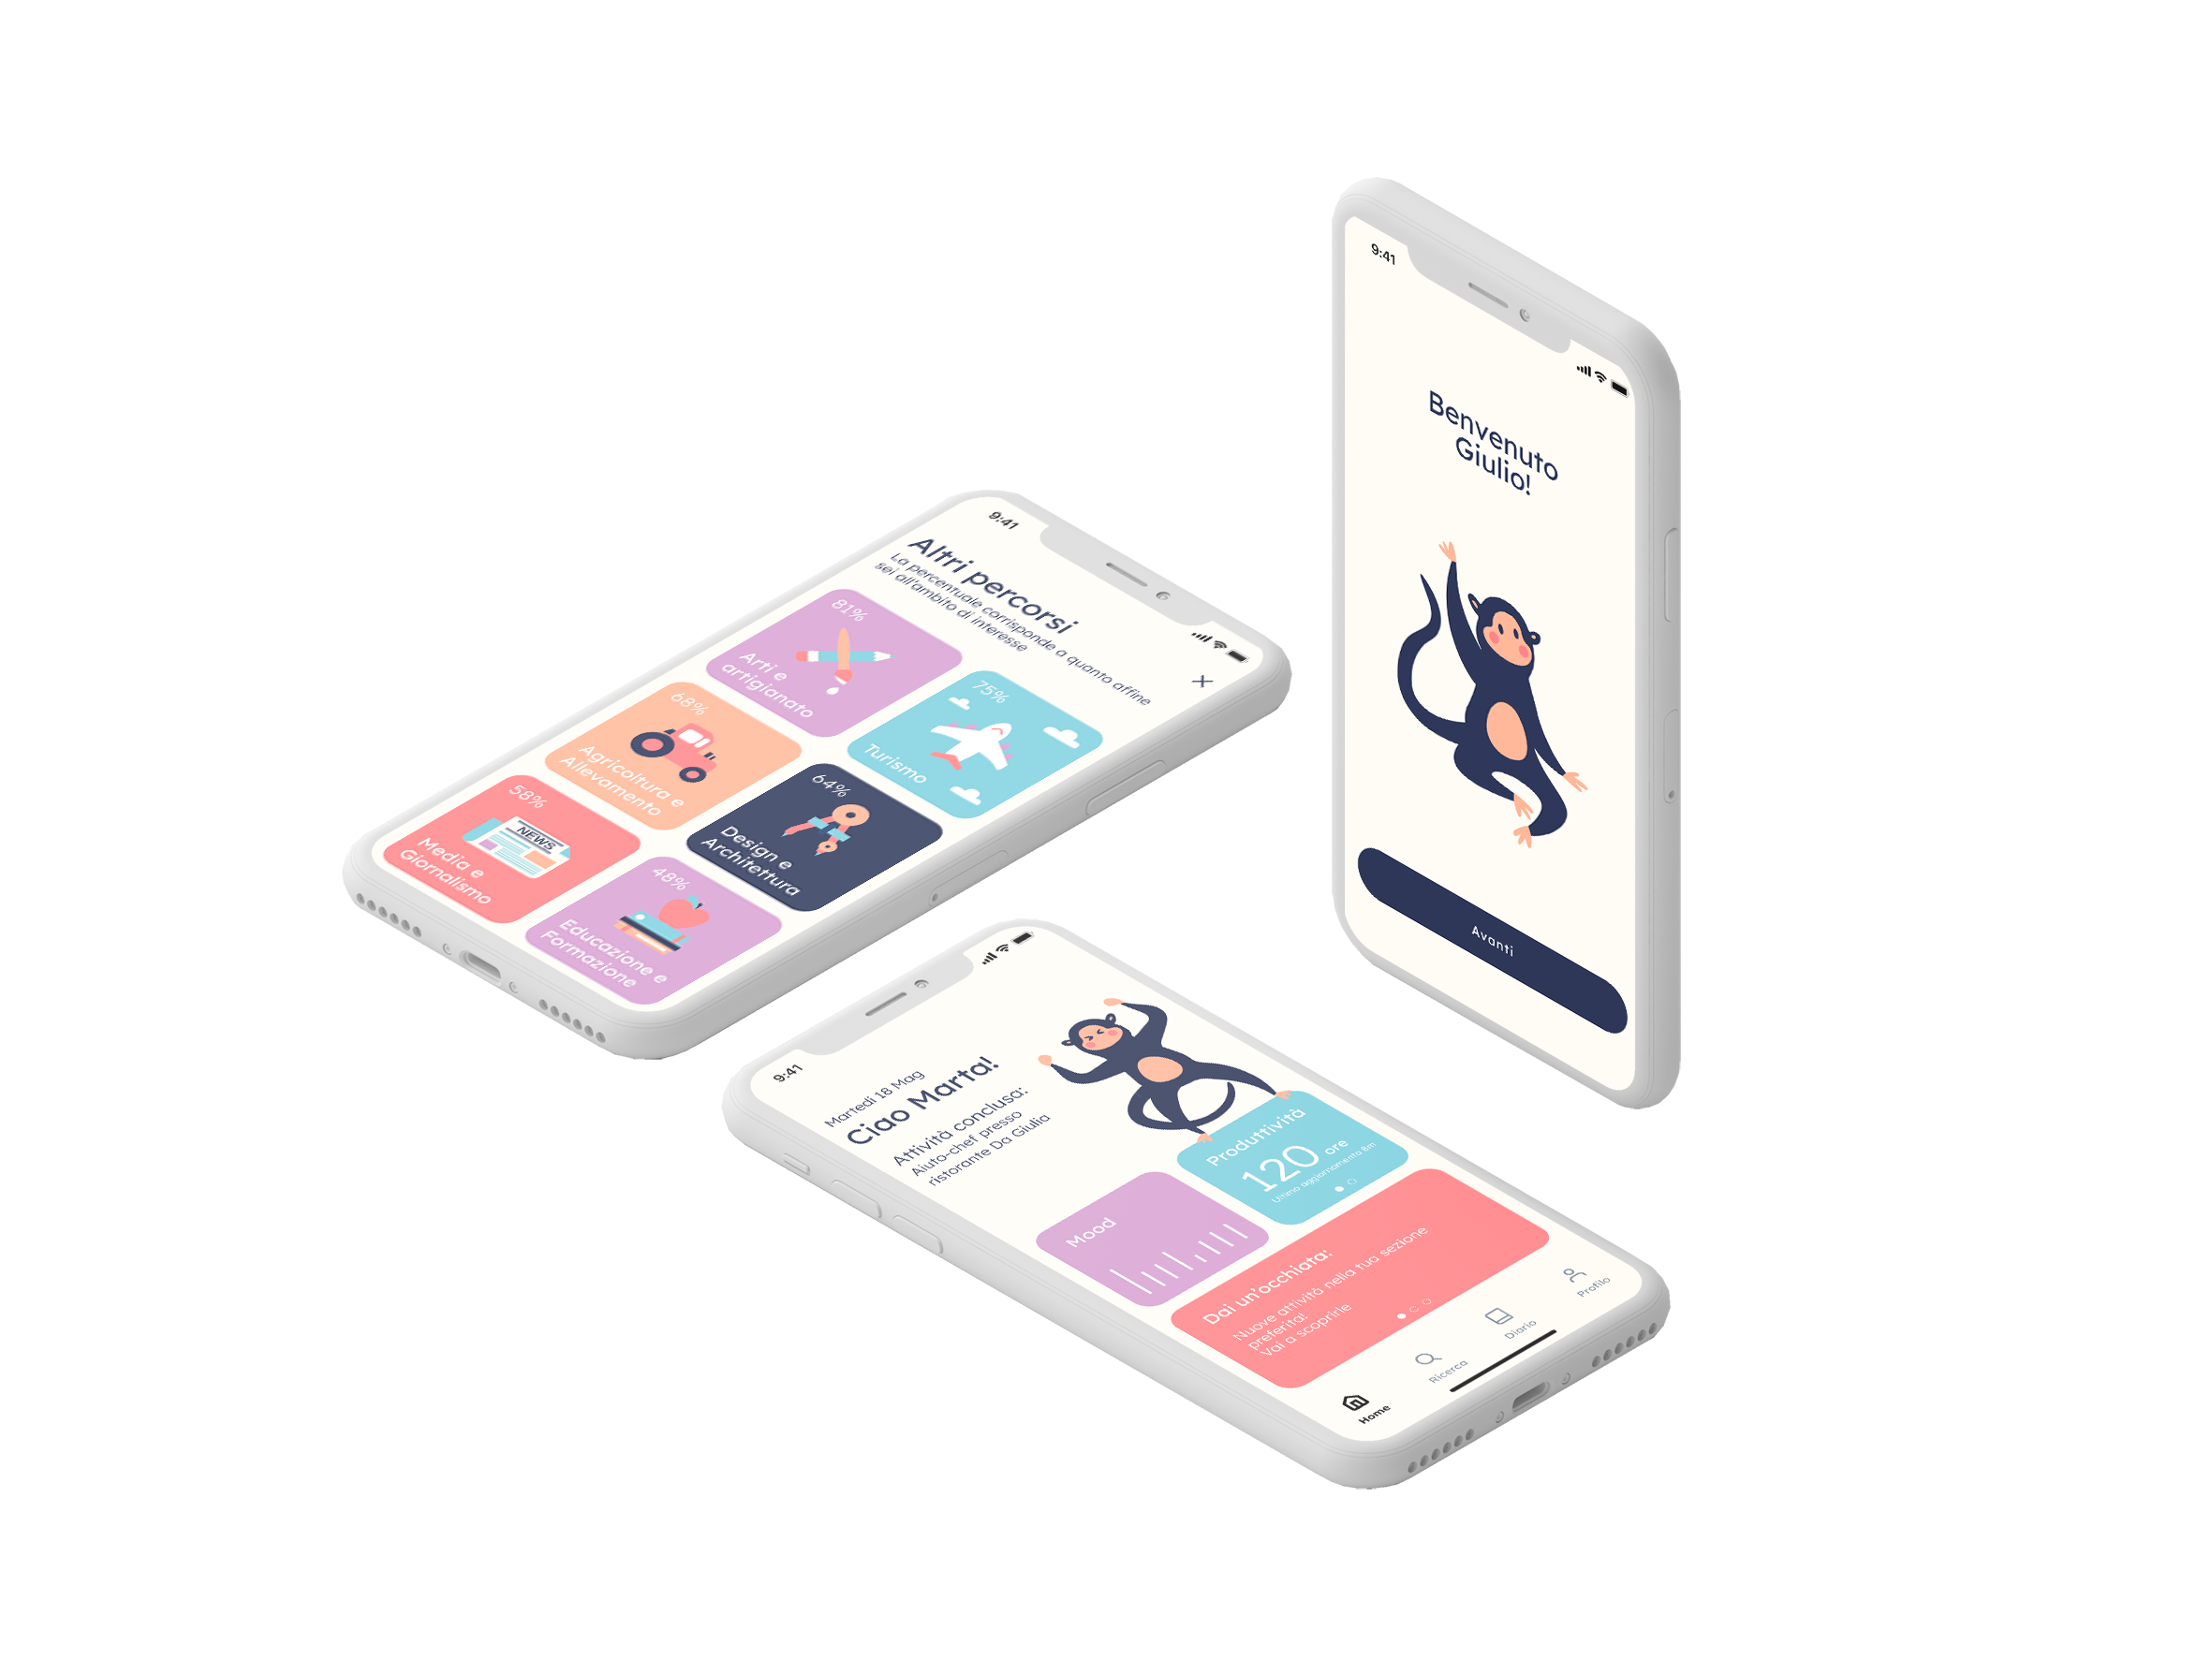 9:41
Altri percorsi
La percentuale corrisponde a quanto affine
sei all'ambito di interesse
81%
Arti e
artigianato
75%
Turismo
68%
Agricoltura e
Allevamento
64%
Design e
Architettura
58%
NEWS
Media e
Giornalismo
48%
Educazione e
Formazione
9:41
Benvenuto
Giulio!
Avanti
9:41
Martedì 18 Mag
Ciao Marta!
Attività conclusa:
Aiuto-chef presso
ristorante Da Giulia
Produttività
120 ore
Ultimo aggiornamento 8m
Mood
Dai un'occhiata:
Nuove attività nella tua sezione
preferita!
Vai a scoprirle
Home
Ricerca
Diario
Profilo